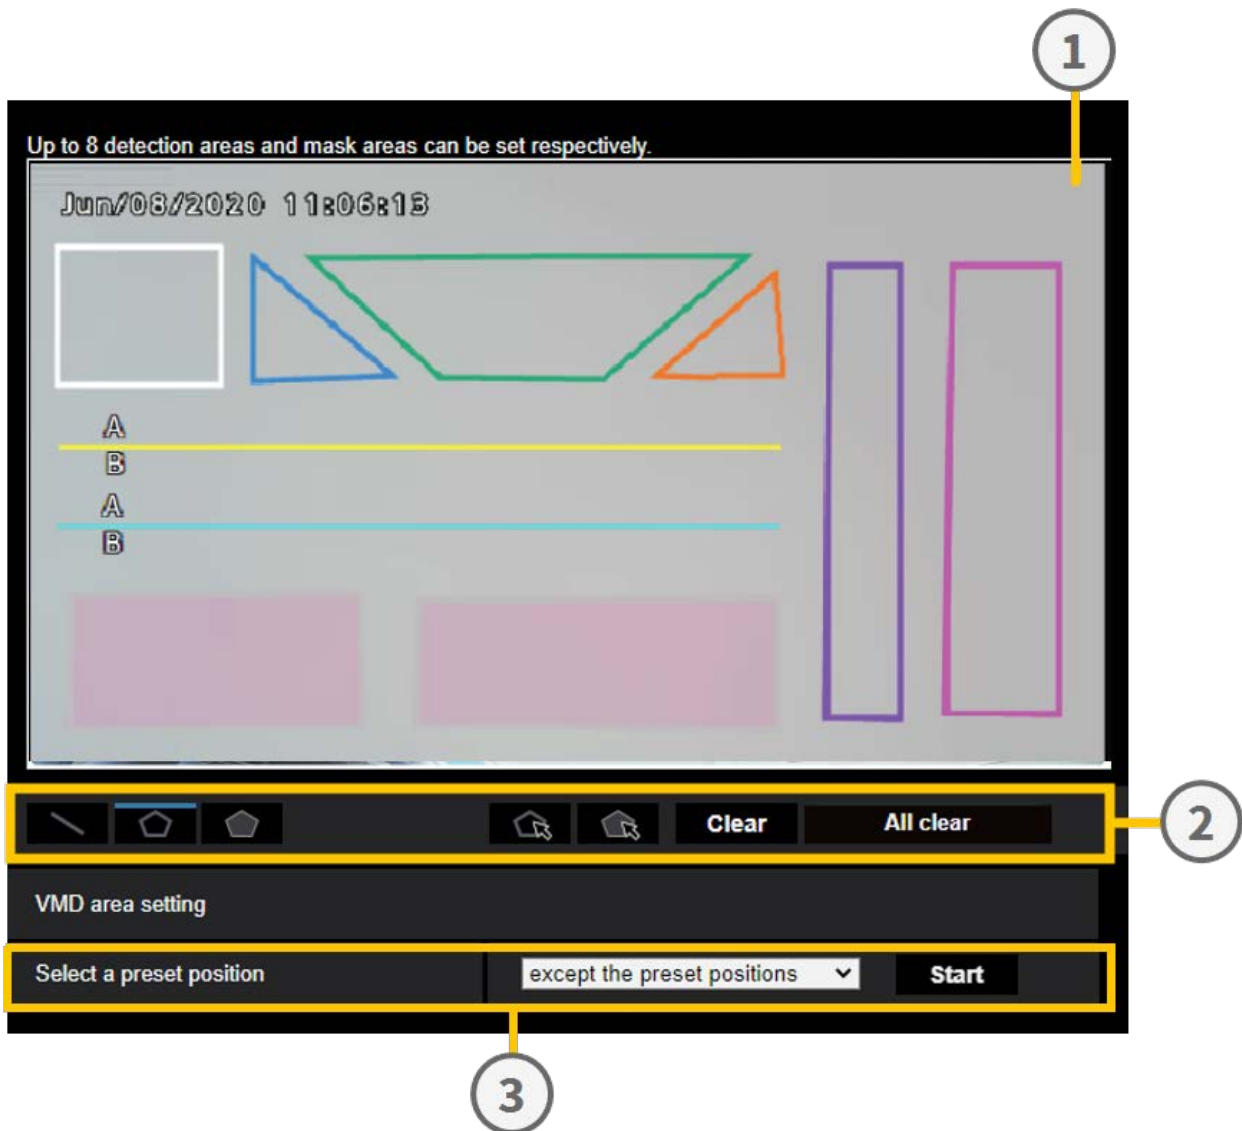 1
Up to 8 detection areas and mask areas can be set respectively.
Jun/08/2020 11:06:13
A
B
A
B
Clear All clear
2
VMD area setting
Select a preset position except the preset positions Start
3